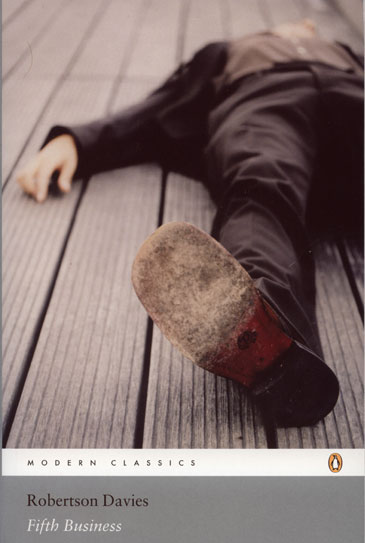 MODERN CLASSICS
Robertson Davies
Fifth Business